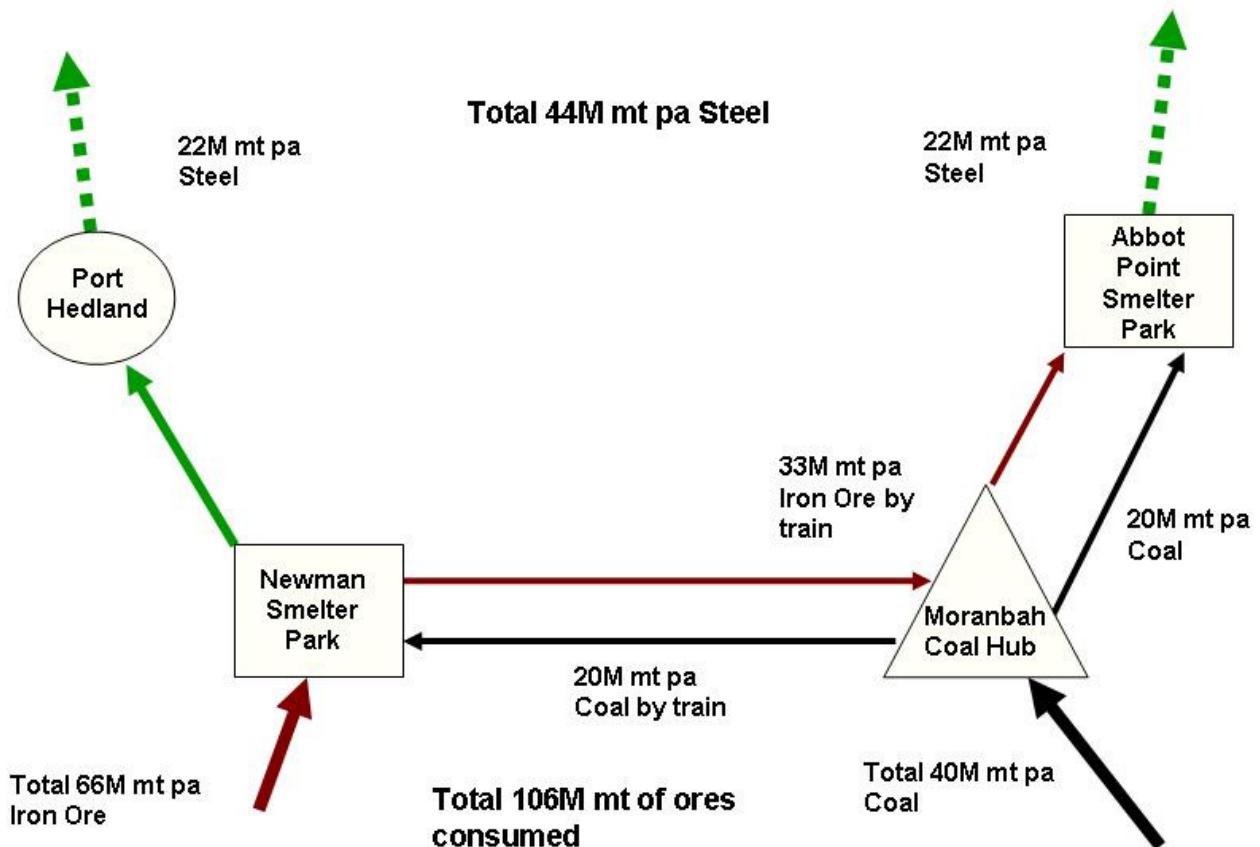 Total 44M mt pa Steel
22M mt pa
Steel
22M mt pa
Steel
Port
Hedland
Abbot
Point
Smelter
Park
33M mt pa
Iron Ore by
train
20M mt pa
Coal
Newman
Smelter
Park
Moranbah
Coal Hub
20M mt pa
Coal by train
Total 66M mt pa
Iron Ore
Total 106M mt of ores
consumed
Total 40M mt pa
Coal